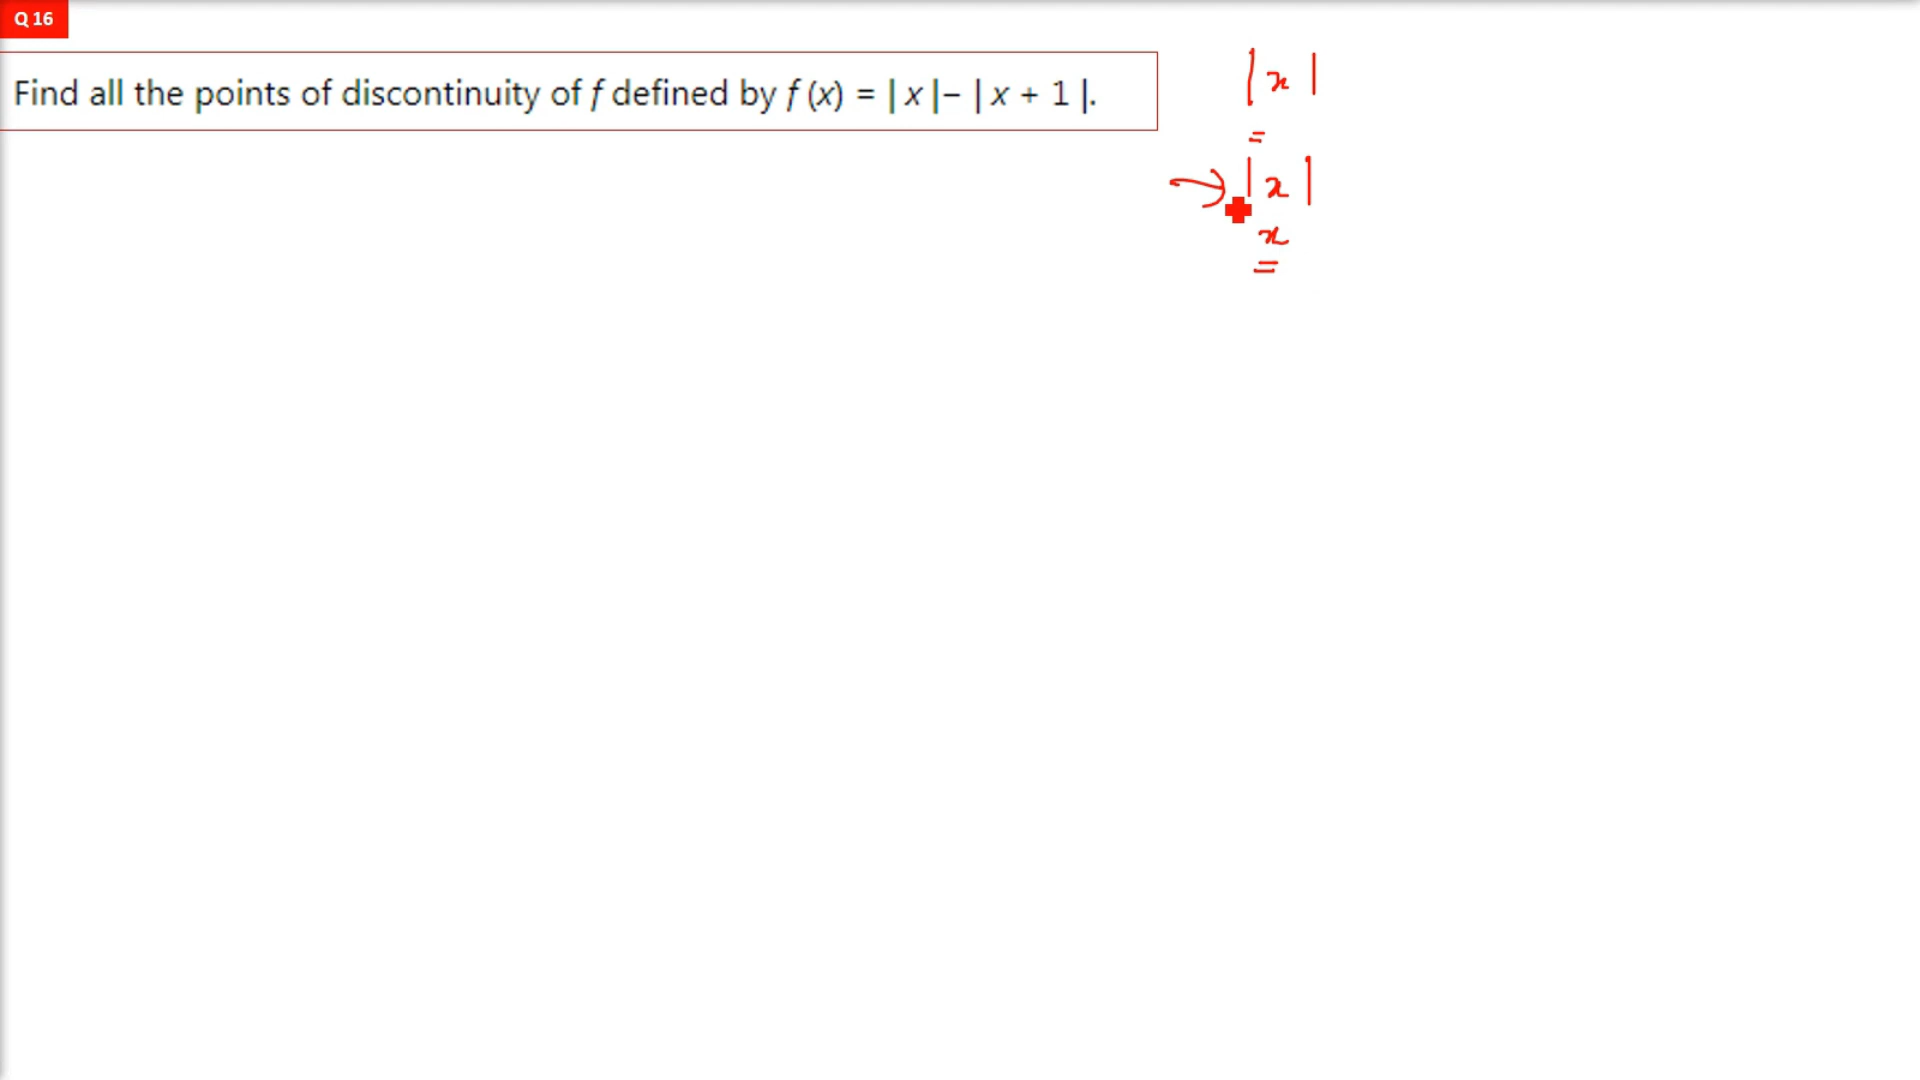 Q 16
Find all the points of discontinuity of f defined by f (x) = | x |− | x + 1 |.
| x |
=
→ | x |
x
=